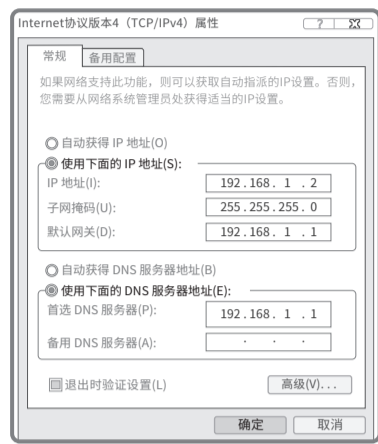 Internet协议版本4（TCP/IPv4）属性
? ×
常规 备用配置
如果网络支持此功能，则可以获取自动指派的IP设置。否则，
您需要从网络系统管理员处获得适当的IP设置。
自动获得 IP 地址(O)
使用下面的 IP 地址(S):
IP 地址(I): 192.168. 1 . 2
子网掩码(U): 255.255.255. 0
默认网关(D): 192.168. 1 . 1
自动获得 DNS 服务器地址(B)
使用下面的 DNS 服务器地址(E):
首选 DNS 服务器(P): 192.168. 1 . 1
备用 DNS 服务器(A): . . .
退出时验证设置(L) 高级(V)...
确定 取消